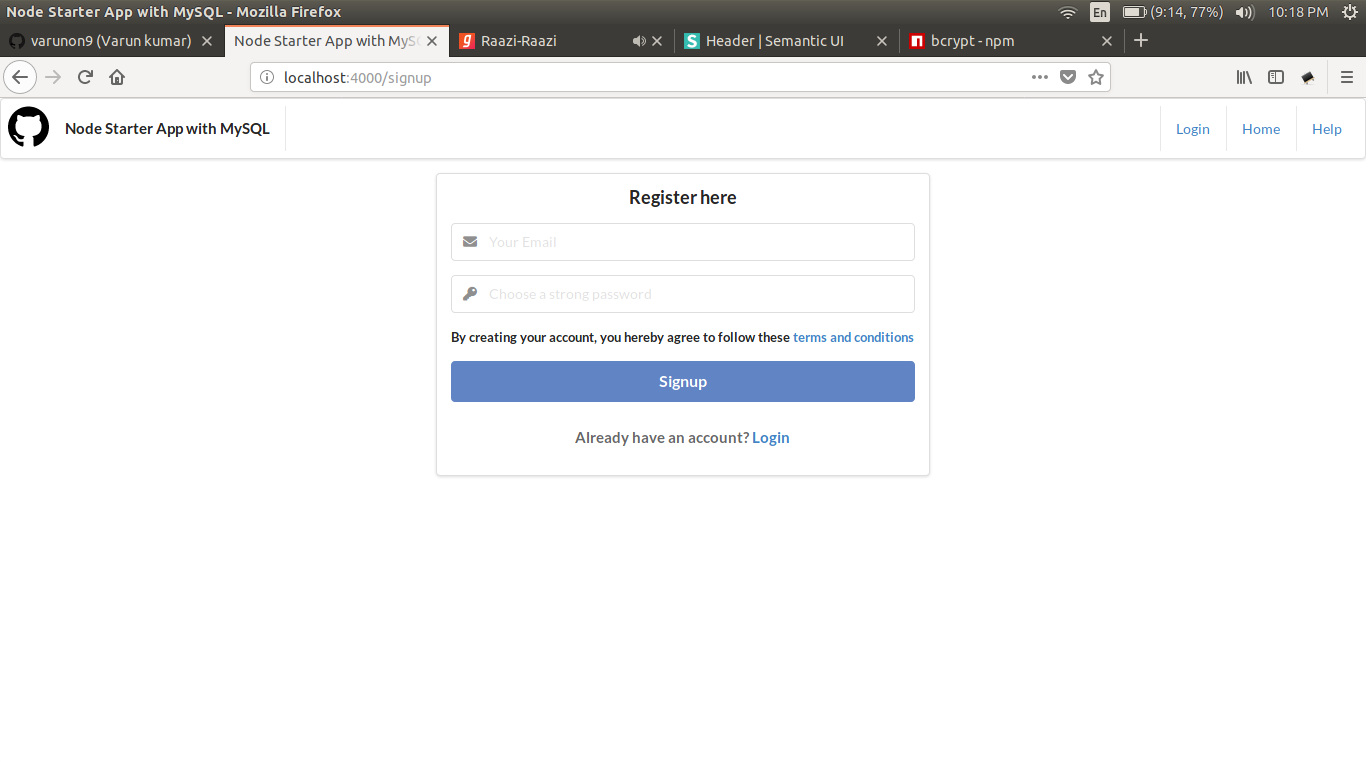 Node Starter App with MySQL - Mozilla Firefox
En (9:14, 77%) 10:18 PM
varunon9 (Varun kumar) Node Starter App with MyS Raazi-Raazi Header | Semantic UI bcrypt - npm
localhost:4000/signup
Node Starter App with MySQL Login Home Help
Register here
Your Email
Choose a strong password
By creating your account, you hereby agree to follow these terms and conditions
Signup
Already have an account? Login